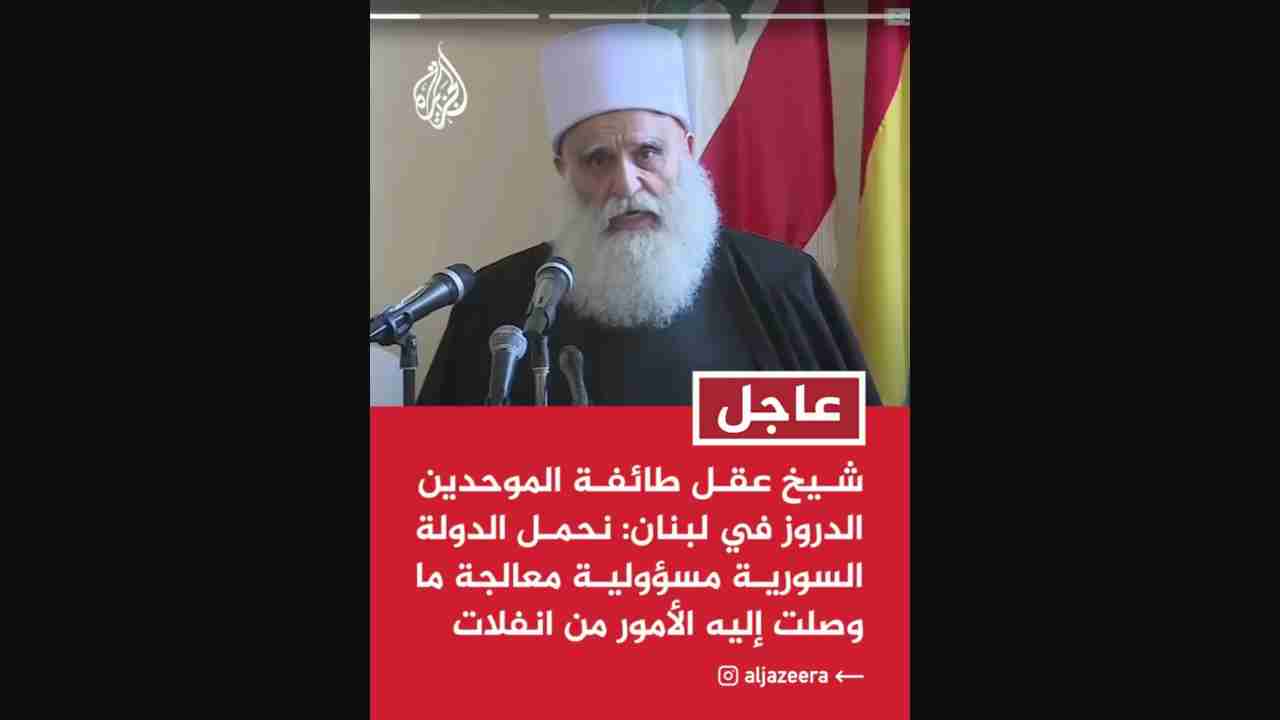 الجزيرة
عاجل
شيخ عقل طائفة الموحدين
الدروز في لبنان: نحمل الدولة
السورية مسؤولية معالجة ما
وصلت إليه الأمور من انفلات
aljazeera